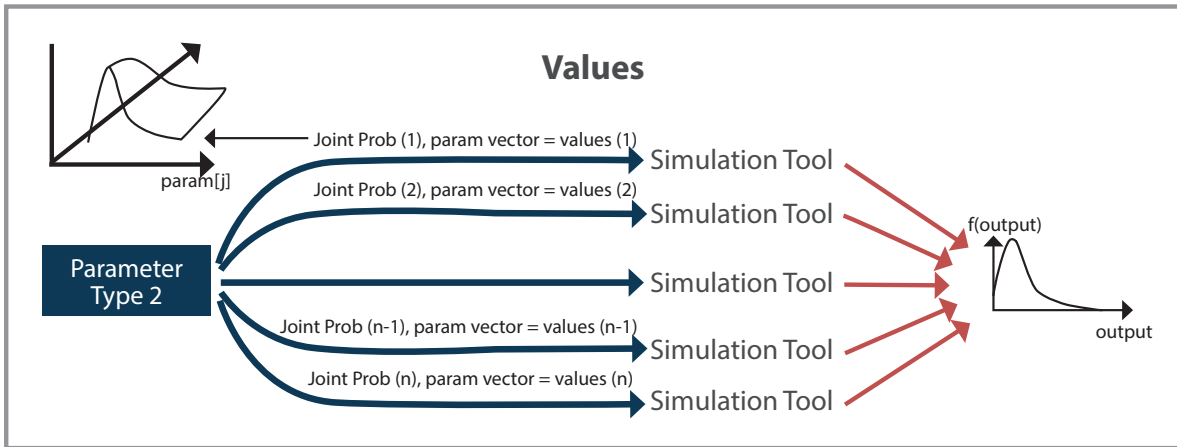 Values
param[j]
Joint Prob (1), param vector = values (1)
Simulation Tool
Joint Prob (2), param vector = values (2)
Simulation Tool
Parameter
Type 2
Simulation Tool
Joint Prob (n-1), param vector = values (n-1)
Simulation Tool
Joint Prob (n), param vector = values (n)
Simulation Tool
f(output)
output